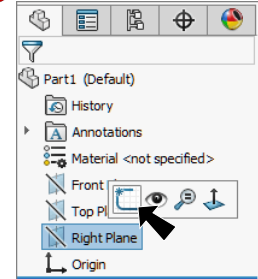 Part1 (Default)
History
Annotations
Material <not specified>
Front
Top Pl
Right Plane
Origin